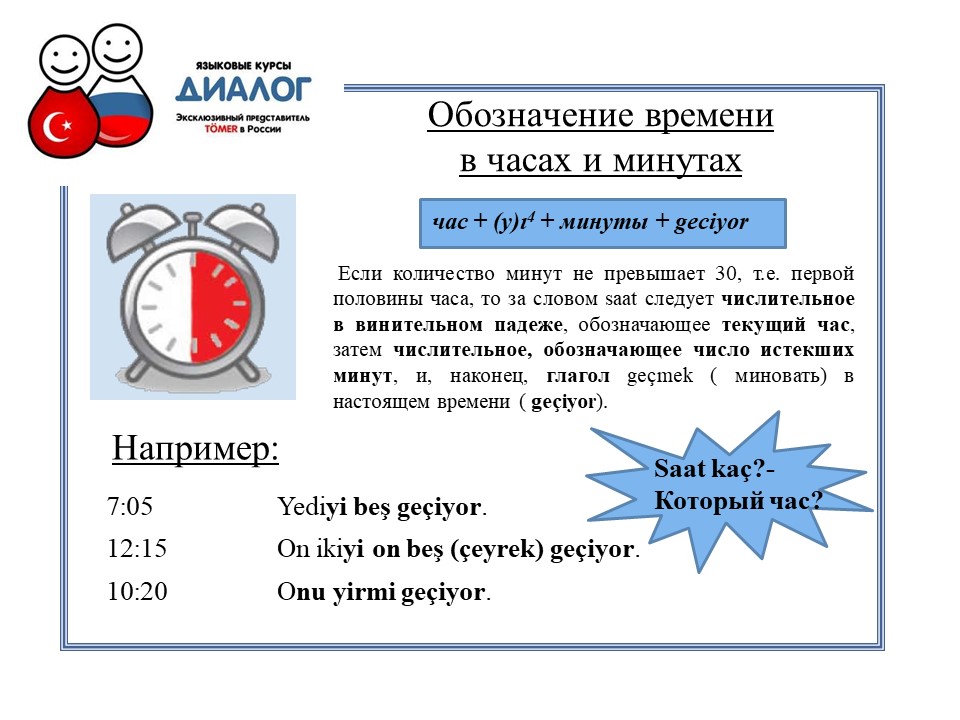 ЯЗЫКОВЫЕ КУРСЫ
ДИАЛОГ
Эксклюзивный представитель
TÖMER в России
Обозначение времени
в часах и минутах
час + (y)ı⁴ + минуты + geciyor
Если количество минут не превышает 30, т.е. первой
половины часа, то за словом saat следует числительное
в винительном падеже, обозначающее текущий час,
затем числительное, обозначающее число истекших
минут, и, наконец, глагол geçmek ( миновать) в
настоящем времени ( geçiyor).
Например:
Saat kaç?-
Который час?
7:05 Yediyi beş geçiyor.
12:15 On ikiyi on beş (çeyrek) geçiyor.
10:20 Onu yirmi geçiyor.